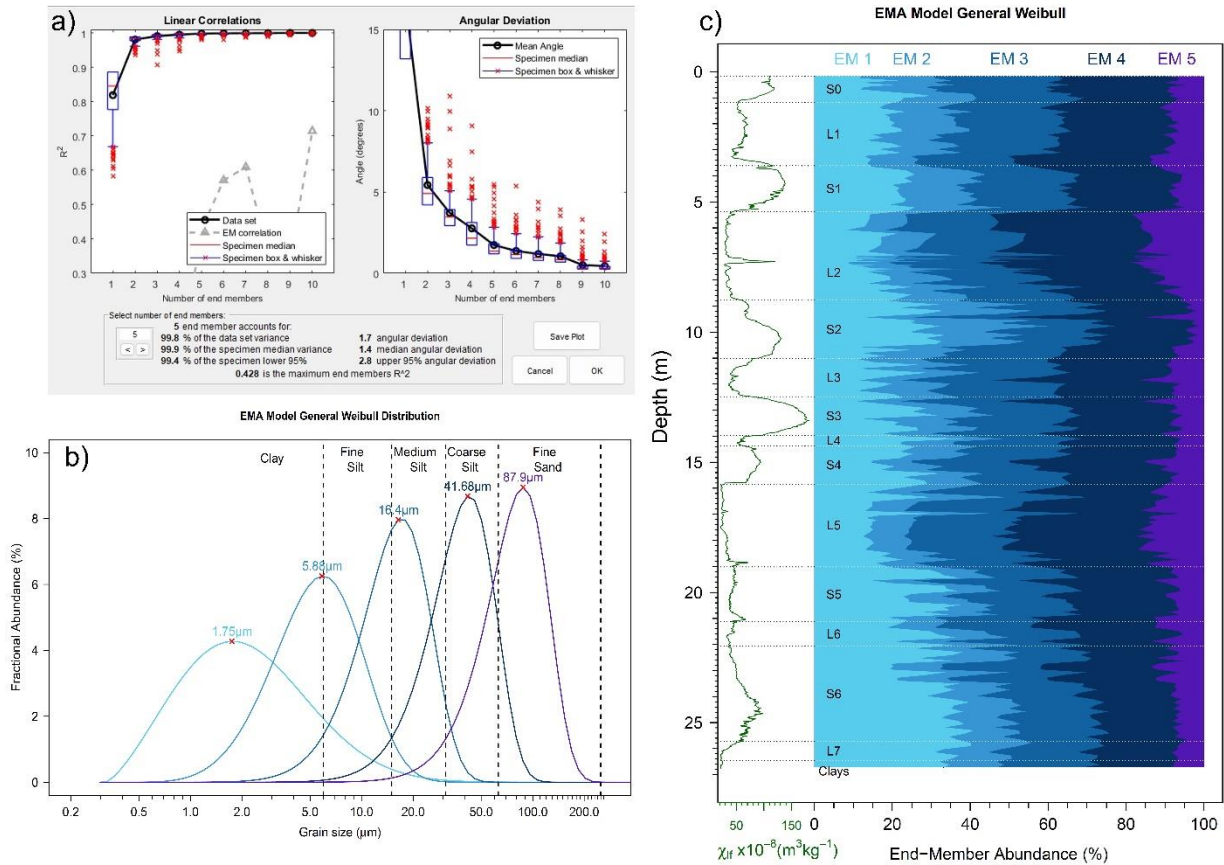 a)
Linear Correlations
1
0.9
0.8
0.7
0.6
0.5
0.4
0.3
R²
Data set
EM correlation
Specimen median
Specimen box & whisker
1 2 3 4 5 6 7 8 9 10
Number of end members
Angular Deviation
15
10
5
0
Angle (degrees)
Mean Angle
Specimen median
Specimen box & whisker
1 2 3 4 5 6 7 8 9 10
Number of end members
Select number of end members:
5
< >
5 end member accounts for:
99.8 % of the data set variance
99.9 % of the specimen median variance
99.4 % of the specimen lower 95%
1.7 angular deviation
1.4 median angular deviation
2.8 upper 95% angular deviation
0.428 is the maximum end members R^2
Save Plot
Cancel
OK
EMA Model General Weibull Distribution
b)
Clay
Fine
Silt
Medium
Silt
Coarse
Silt
Fine
Sand
1.75µm
5.88µm
16.4µm
41.68µm
87.9µm
10
8
6
4
2
0
Fractional Abundance (%)
0.2 0.5 1.0 2.0 5.0 10.0 20.0 50.0 100.0 200.0
Grain size (µm)
c)
EMA Model General Weibull
EM 1 EM 2 EM 3 EM 4 EM 5
0
5
10
15
20
25
Depth (m)
S0
L1
S1
L2
S2
L3
S3
L4
S4
L5
S5
L6
S6
L7
Clays
50 150
χlf x10−8(m3kg−1)
0 20 40 60 80 100
End−Member Abundance (%)